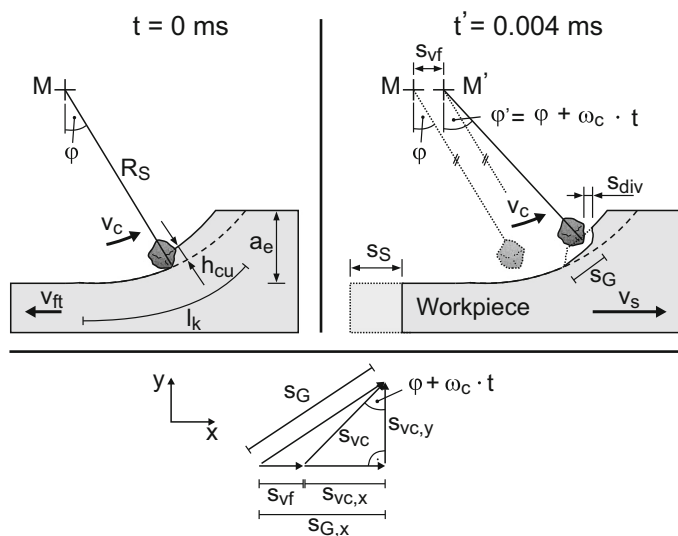 t = 0 ms
M
φ
R_S
v_c
a_e
h_cu
v_ft
l_k
t' = 0.004 ms
s_vf
M M'
φ' = φ + ω_c · t
φ
s_div
v_c
s_S
s_G
Workpiece
v_s
y
x
s_G
φ + ω_c · t
s_vc
s_vc,y
s_vf s_vc,x
s_G,x